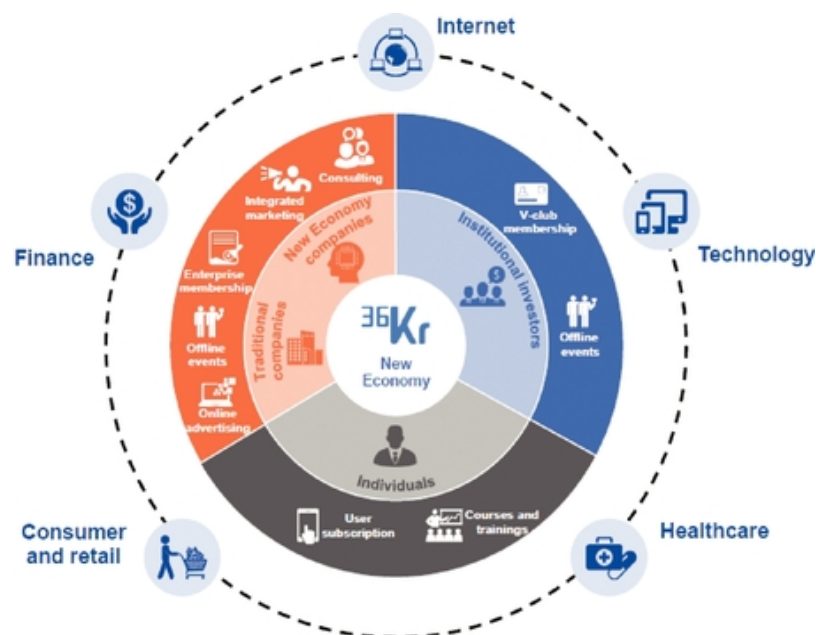 Internet
Consulting
Integrated
marketing
New Economy
companies
Institutional investors
V-club
membership
Finance
Technology
Enterprise
membership
Traditional
companies
36Kr
New
Economy
Offline
events
Offline
events
Online
advertising
Individuals
User
subscription
Courses and
trainings
Consumer
and retail
Healthcare